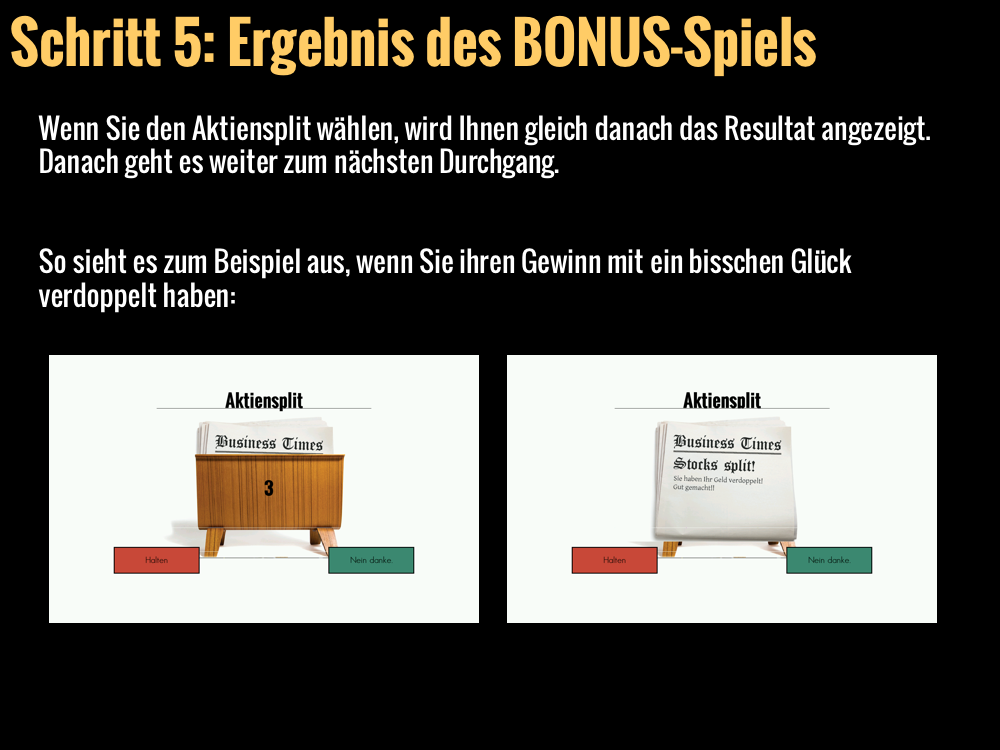 Schritt 5: Ergebnis des BONUS-Spiels
Wenn Sie den Aktiensplit wählen, wird Ihnen gleich danach das Resultat angezeigt.
Danach geht es weiter zum nächsten Durchgang.
So sieht es zum Beispiel aus, wenn Sie ihren Gewinn mit ein bisschen Glück
verdoppelt haben:
Aktiensplit
Business Times
3
Halten
Nein danke.
Aktiensplit
Business Times
Stocks split!
Sie haben Ihr Geld verdoppelt!
Gut gemacht!!
Halten
Nein danke.